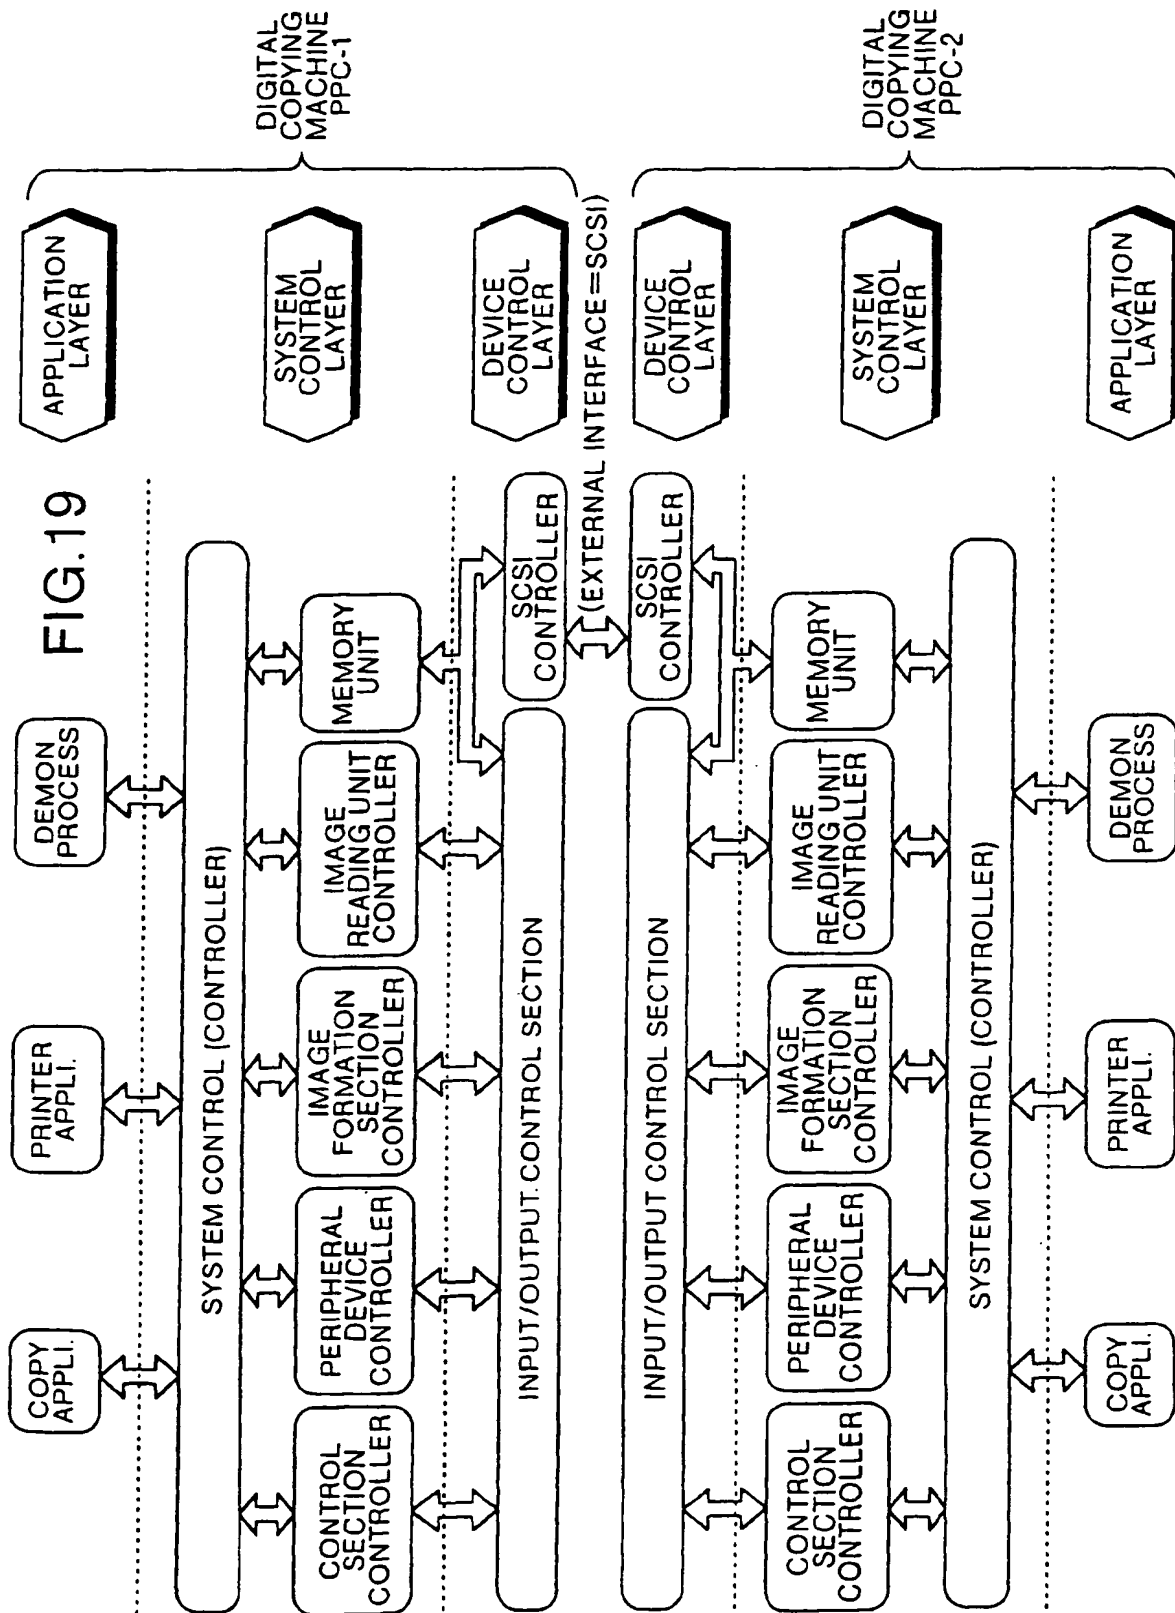 FIG.19
COPY
APPLI.
PRINTER
APPLI.
DEMON
PROCESS
APPLICATION
LAYER
SYSTEM CONTROL (CONTROLLER)
CONTROL
SECTION
CONTROLLER
PERIPHERAL
DEVICE
CONTROLLER
IMAGE
FORMATION
SECTION
CONTROLLER
IMAGE
READING UNIT
CONTROLLER
MEMORY
UNIT
SYSTEM
CONTROL
LAYER
DIGITAL
COPYING
MACHINE
PPC-1
INPUT/OUTPUT CONTROL SECTION
SCSI
CONTROLLER
DEVICE
CONTROL
LAYER
(EXTERNAL INTERFACE=SCSI)
INPUT/OUTPUT CONTROL SECTION
SCSI
CONTROLLER
DEVICE
CONTROL
LAYER
CONTROL
SECTION
CONTROLLER
PERIPHERAL
DEVICE
CONTROLLER
IMAGE
FORMATION
SECTION
CONTROLLER
IMAGE
READING UNIT
CONTROLLER
MEMORY
UNIT
SYSTEM
CONTROL
LAYER
DIGITAL
COPYING
MACHINE
PPC-2
SYSTEM CONTROL (CONTROLLER)
COPY
APPLI.
PRINTER
APPLI.
DEMON
PROCESS
APPLICATION
LAYER